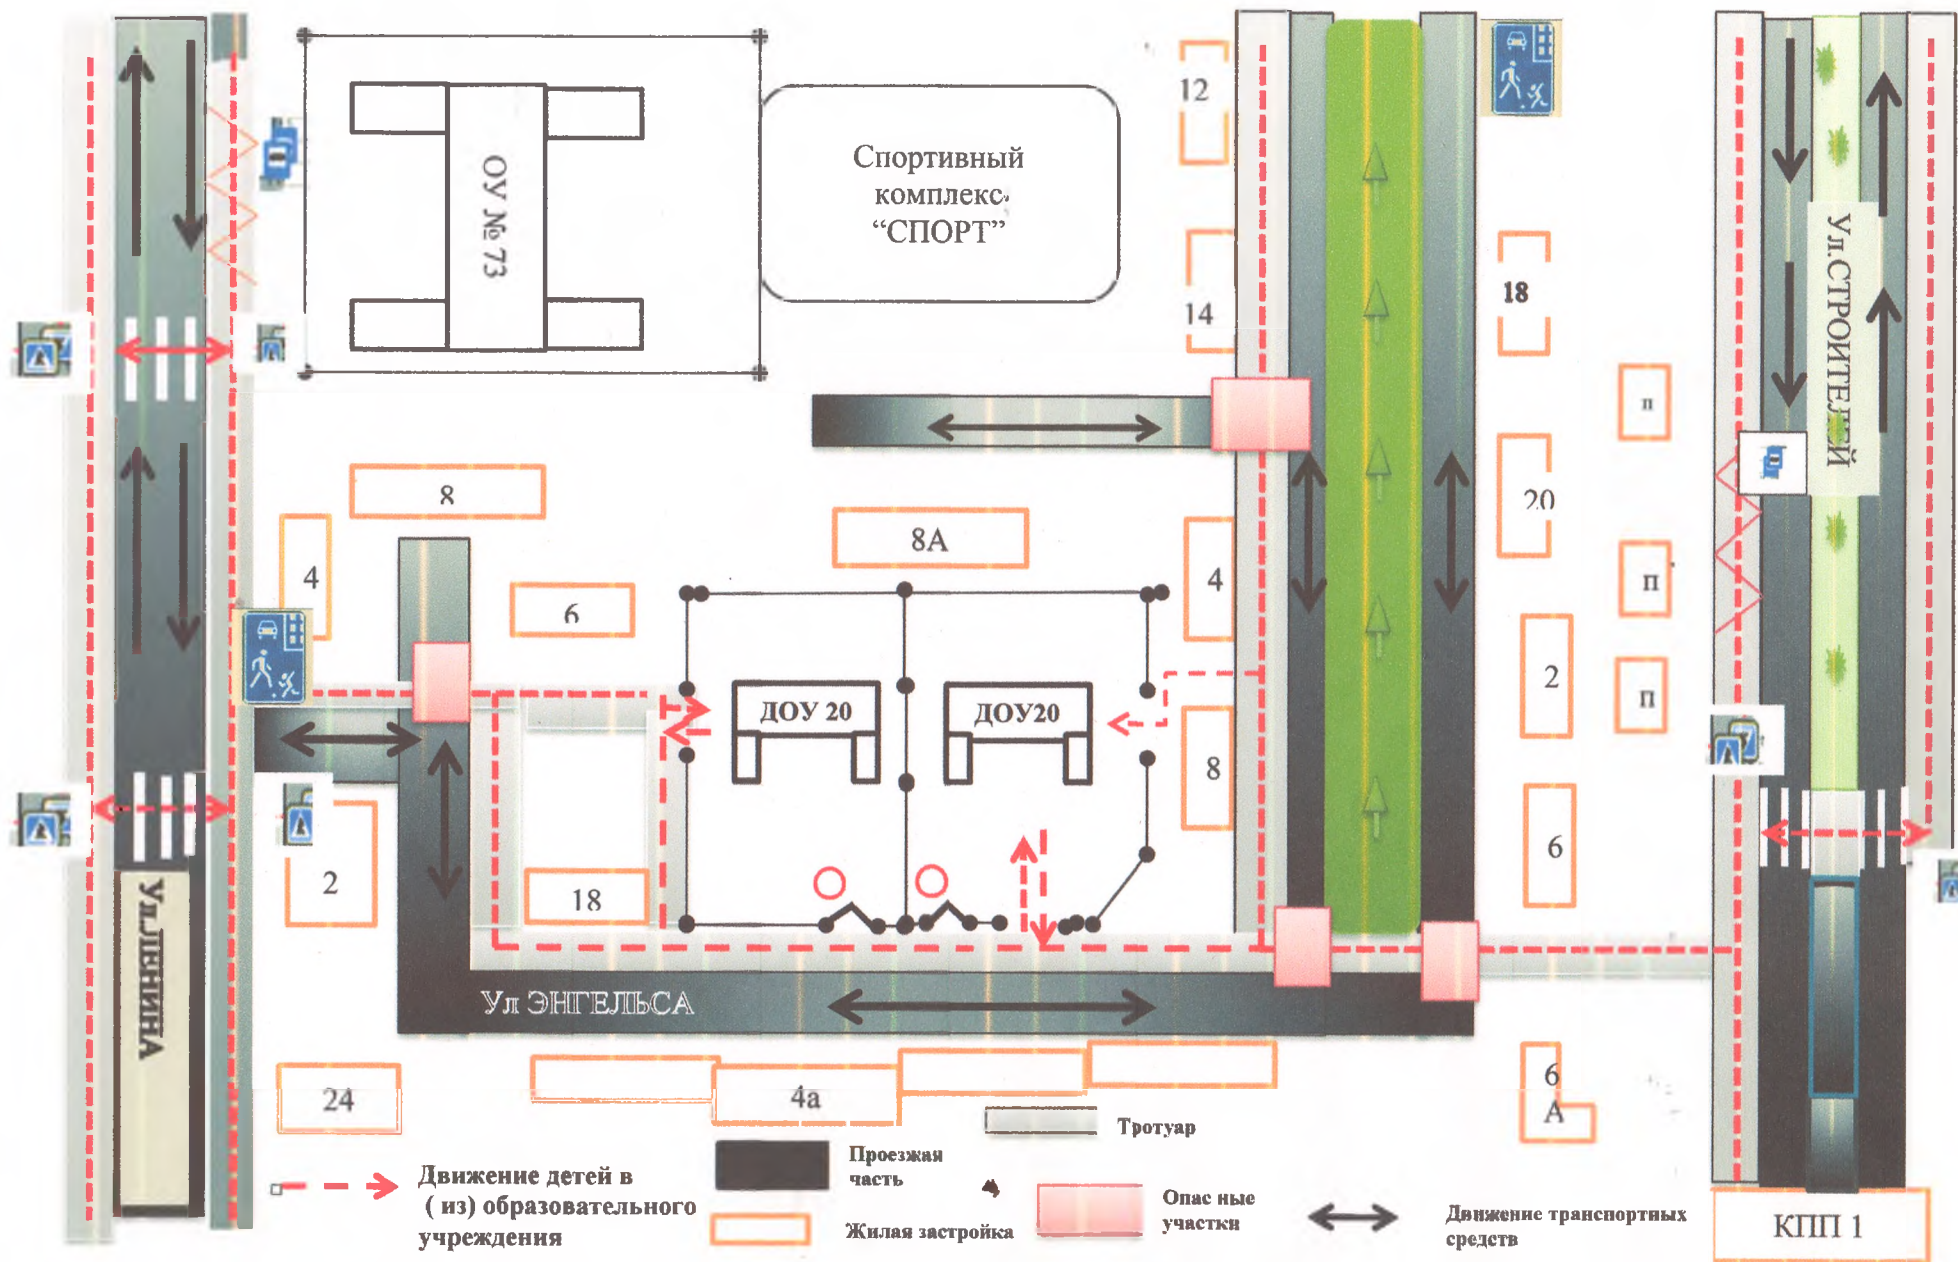 12
Спортивный
комплекс
“СПОРТ”
ОУ № 73
14
18
Ул.СТРОИТЕЛЕЙ
п
8
4
8А
4
20
6
п
2
п
ДОУ 20
ДОУ20
8
6
2
18
Ул.ЛЕНИНА
Ул ЭНГЕЛЬСА
24
4а
6
А
Тротуар
Движение детей в
( из) образовательного
учреждения
Проезжая
часть
Жилая застройка
Опас ные
участки
Движение транспортных
средств
КПП 1